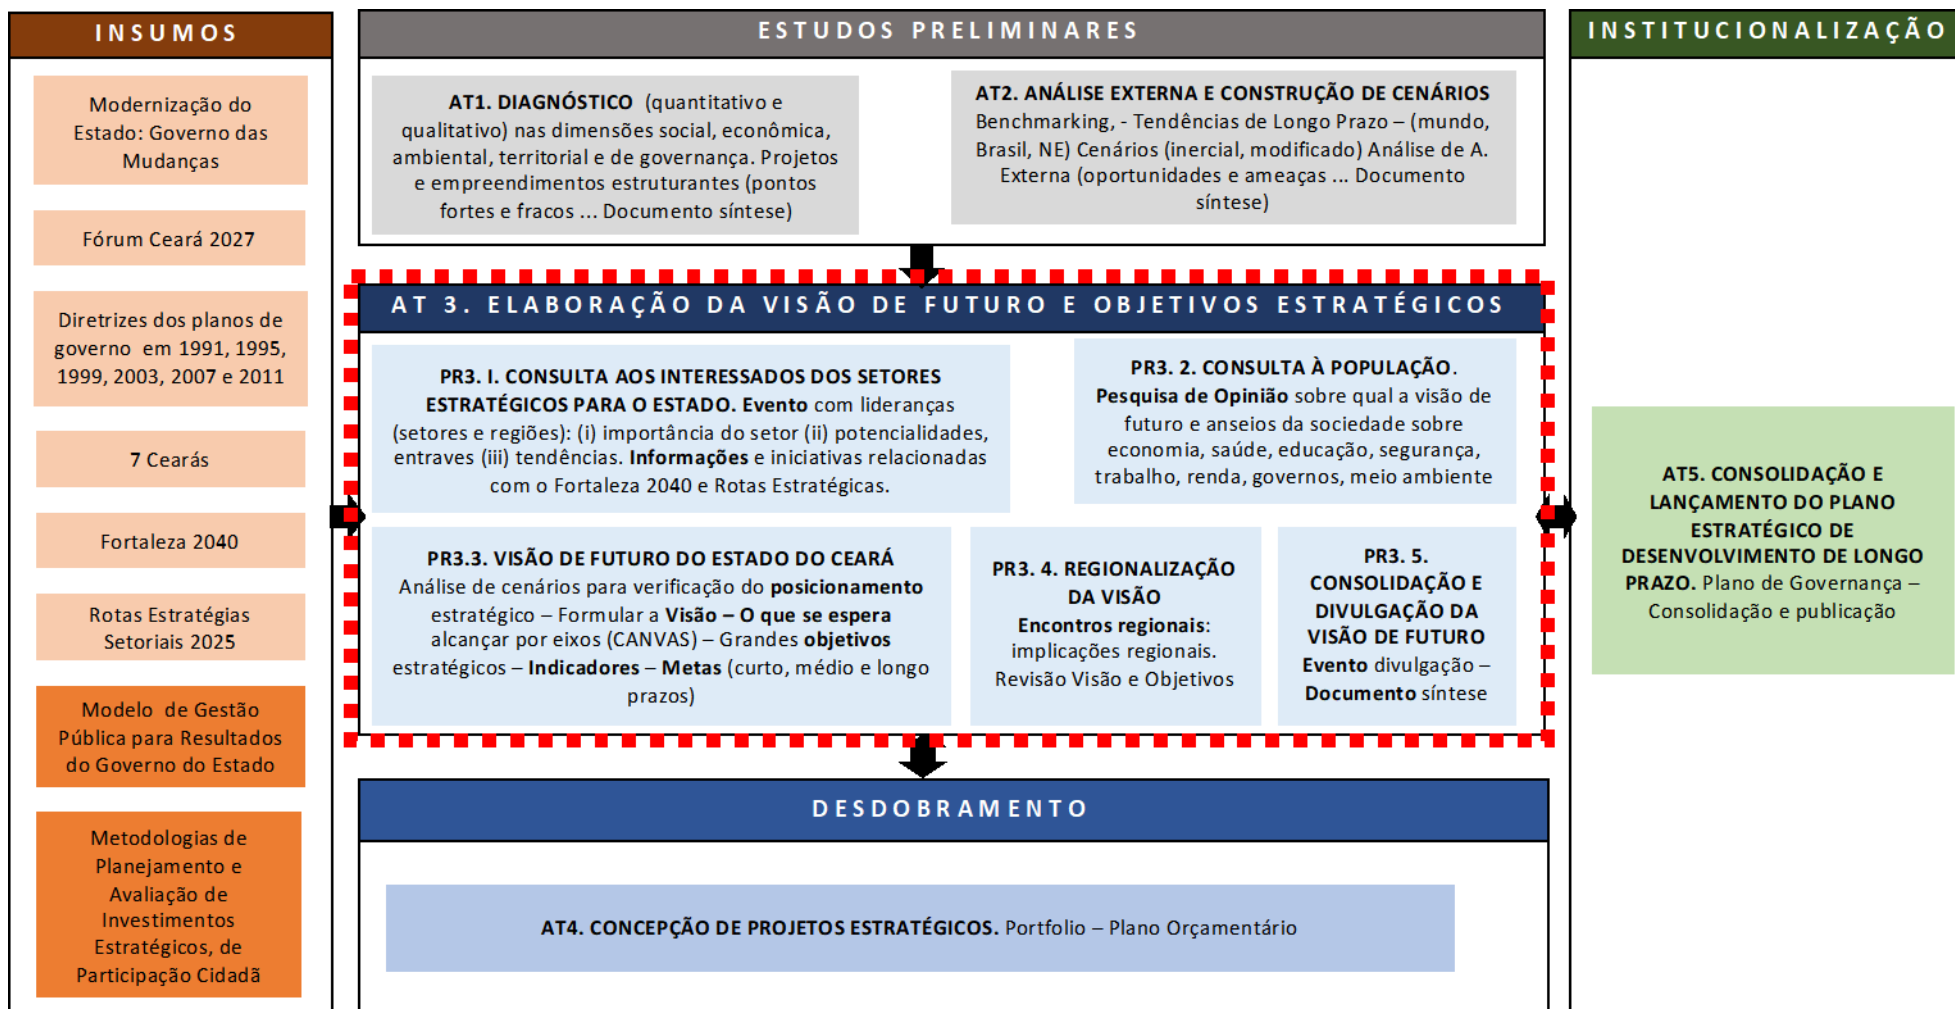 INSUMOS
Modernização do
Estado: Governo das
Mudanças
Fórum Ceará 2027
Diretrizes dos planos de
governo em 1991, 1995,
1999, 2003, 2007 e 2011
7 Cearás
Fortaleza 2040
Rotas Estratégias
Setoriais 2025
Modelo de Gestão
Pública para Resultados
do Governo do Estado
Metodologias de
Planejamento e
Avaliação de
Investimentos
Estratégicos, de
Participação Cidadã
ESTUDOS PRELIMINARES
AT1. DIAGNÓSTICO (quantitativo e
qualitativo) nas dimensões social, econômica,
ambiental, territorial e de governança. Projetos
e empreendimentos estruturantes (pontos
fortes e fracos ... Documento síntese)
AT2. ANÁLISE EXTERNA E CONSTRUÇÃO DE CENÁRIOS
Benchmarking, - Tendências de Longo Prazo – (mundo,
Brasil, NE) Cenários (inercial, modificado) Análise de A.
Externa (oportunidades e ameaças ... Documento
síntese)
AT 3. ELABORAÇÃO DA VISÃO DE FUTURO E OBJETIVOS ESTRATÉGICOS
PR3. I. CONSULTA AOS INTERESSADOS DOS SETORES
ESTRATÉGICOS PARA O ESTADO. Evento com lideranças
(setores e regiões): (i) importância do setor (ii) potencialidades,
entraves (iii) tendências. Informações e iniciativas relacionadas
com o Fortaleza 2040 e Rotas Estratégicas.
PR3. 2. CONSULTA À POPULAÇÃO.
Pesquisa de Opinião sobre qual a visão de
futuro e anseios da sociedade sobre
economia, saúde, educação, segurança,
trabalho, renda, governos, meio ambiente
PR3.3. VISÃO DE FUTURO DO ESTADO DO CEARÁ
Análise de cenários para verificação do posicionamento
estratégico – Formular a Visão – O que se espera
alcançar por eixos (CANVAS) – Grandes objetivos
estratégicos – Indicadores – Metas (curto, médio e longo
prazos)
PR3. 4. REGIONALIZAÇÃO
DA VISÃO
Encontros regionais:
implicações regionais.
Revisão Visão e Objetivos
PR3. 5.
CONSOLIDAÇÃO E
DIVULGAÇÃO DA
VISÃO DE FUTURO
Evento divulgação –
Documento síntese
DESDOBRAMENTO
AT4. CONCEPÇÃO DE PROJETOS ESTRATÉGICOS. Portfolio – Plano Orçamentário
INSTITUCIONALIZAÇÃO
AT5. CONSOLIDAÇÃO E
LANÇAMENTO DO PLANO
ESTRATÉGICO DE
DESENVOLVIMENTO DE LONGO
PRAZO. Plano de Governança –
Consolidação e publicação